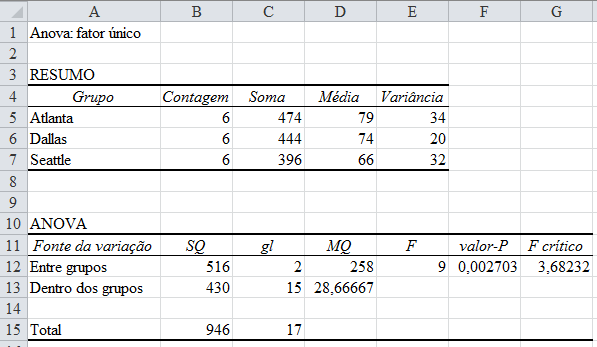 A B C D E F G
1 Anova: fator único
2
3 RESUMO
4 Grupo Contagem Soma Média Variância
5 Atlanta 6 474 79 34
6 Dallas 6 444 74 20
7 Seattle 6 396 66 32
8
9
10 ANOVA
11 Fonte da variação SQ gl MQ F valor-P F crítico
12 Entre grupos 516 2 258 9 0,002703 3,68232
13 Dentro dos grupos 430 15 28,66667
14
15 Total 946 17